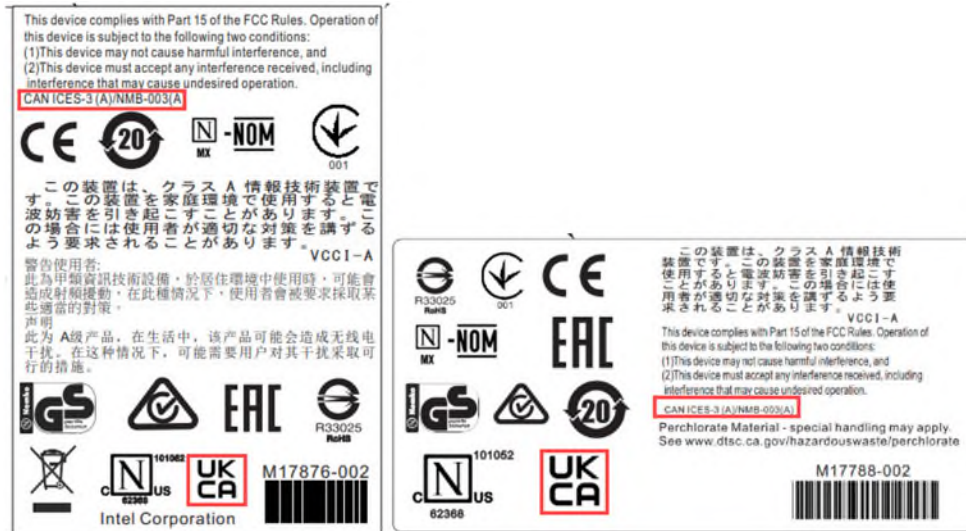 This device complies with Part 15 of the FCC Rules. Operation of
this device is subject to the following two conditions:
(1)This device may not cause harmful interference, and
(2)This device must accept any interference received, including
interference that may cause undesired operation.
CAN ICES-3 (A)/NMB-003(A
CE
20
N
MX
-NOM
001
この装置は、クラス A 情報技術装置で
す。この装置を家庭環境で使用すると電
波妨害を引き起こすことがあります。こ
の場合には使用者が適切な対策を講ずる
よう要求されることがあります。
VCCI-A
警告使用者:
此為甲類資訊技術設備，於居住環境中使用時，可能會
造成射頻擾動，在此種情況下，使用者會被要求採取某
些適當的對策。
声明
此为 A级产品，在生活中，该产品可能会造成无线电
干扰。在这种情况下，可能需要用户对其干扰采取可
行的措施。
Nemko
GS
EAC
R33025
RoHS
C
N
US
101062
62368
UK
CA
M17876-002
Intel Corporation
R33025
RoHS
001
CE
N
MX
-NOM
EAC
Nemko
GS
20
C
N
US
101062
62368
UK
CA
この装置は、クラス A 情報技術
装置です。この装置を家庭環境で
使用すると電波妨害を引き起こす
ことがあります。この場合には使
用者が適切な対策を講ずるよう要
求されることがあります。
VCCI-A
This device complies with Part 15 of the FCC Rules. Operation of
this device is subject to the following two conditions:
(1)This device may not cause harmful interference, and
(2)This device must accept any interference received, including
interference that may cause undesired operation.
CAN ICES-3 (A)/NMB-003(A)
Perchlorate Material - special handling may apply.
See www.dtsc.ca.gov/hazardouswaste/perchlorate
M17788-002